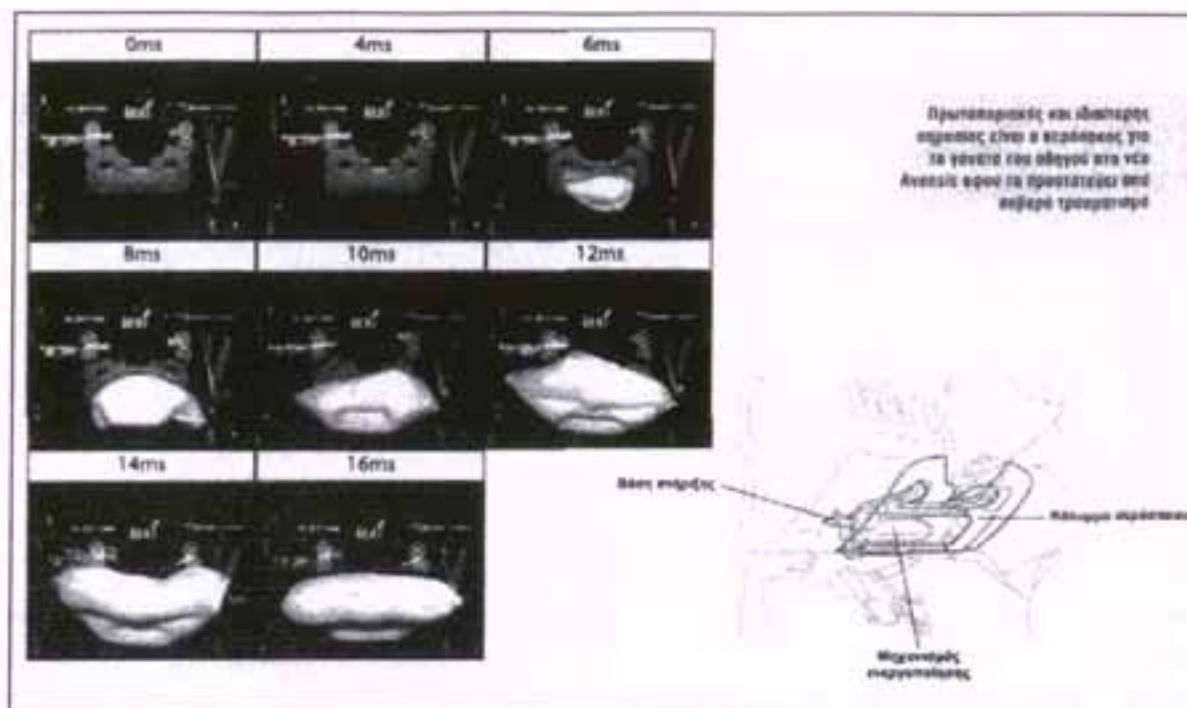 0ms
4ms
6ms
8ms
10ms
12ms
14ms
16ms
Πρωτοποριακός και ιδιαίτερης
σημασίας είναι ο αερόσακος για
τα γόνατα του οδηγού στο νέο
Avensis αφού τα προστατεύει από
σοβαρό τραυματισμό
Βάση στήριξης
Κάλυμμα αερόσακου
Μηχανισμός
ενεργοποίησης